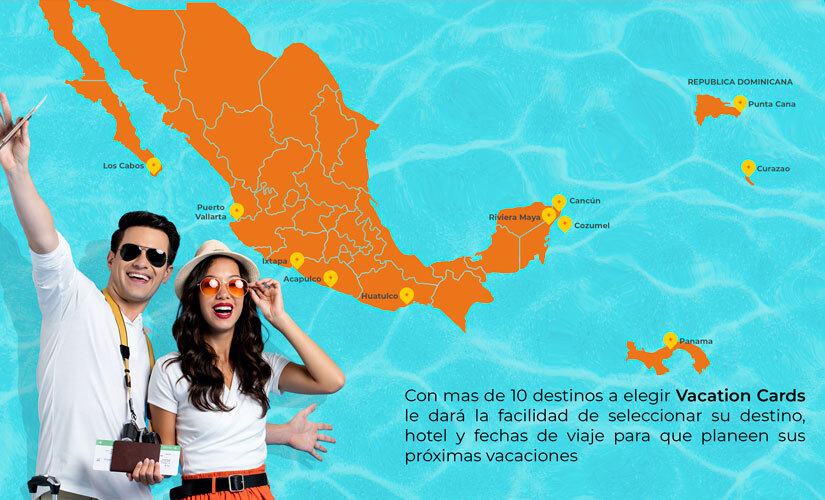 REPUBLICA DOMINICANA
Punta Cana
Los Cabos
Curazao
Puerto
Vallarta
Cancún
Riviera Maya
Cozumel
Ixtapa
Acapulco
Huatulco
Panama
Con mas de 10 destinos a elegir Vacation Cards
le dará la facilidad de seleccionar su destino,
hotel y fechas de viaje para que planeen sus
próximas vacaciones